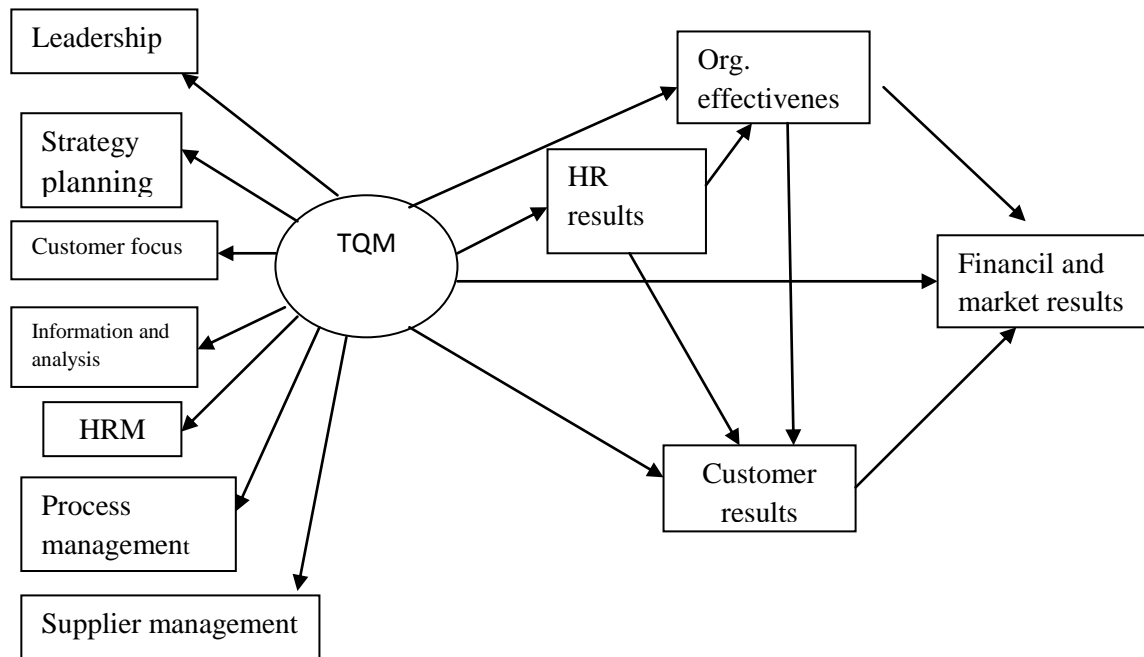 Leadership
Strategy
planning
Customer focus
Information and
analysis
HRM
Process
management
Supplier management
TQM
HR
results
Org.
effectivenes
Customer
results
Financil and
market results